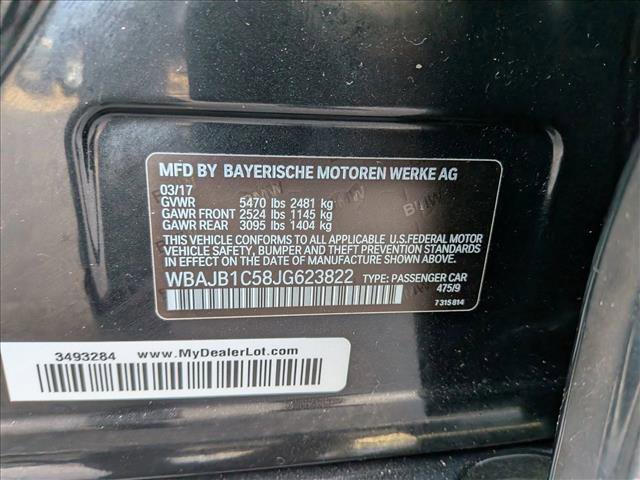 MFD BY BAYERISCHE MOTOREN WERKE AG
03/17
GVWR 5470 lbs 2481 kg
GAWR FRONT 2524 lbs 1145 kg
GAWR REAR 3095 lbs 1404 kg
THIS VEHICLE CONFORMS TO ALL APPLICABLE U.S.FEDERAL MOTOR
VEHICLE SAFETY, BUMPER, AND THEFT PREVENTION STANDARDS
IN EFFECT ON THE DATE OF MANUFACTURE SHOWN ABOVE.
WBAJB1C58JG623822 TYPE: PASSENGER CAR
475/9
7315814
3493284 www.MyDealerLot.com